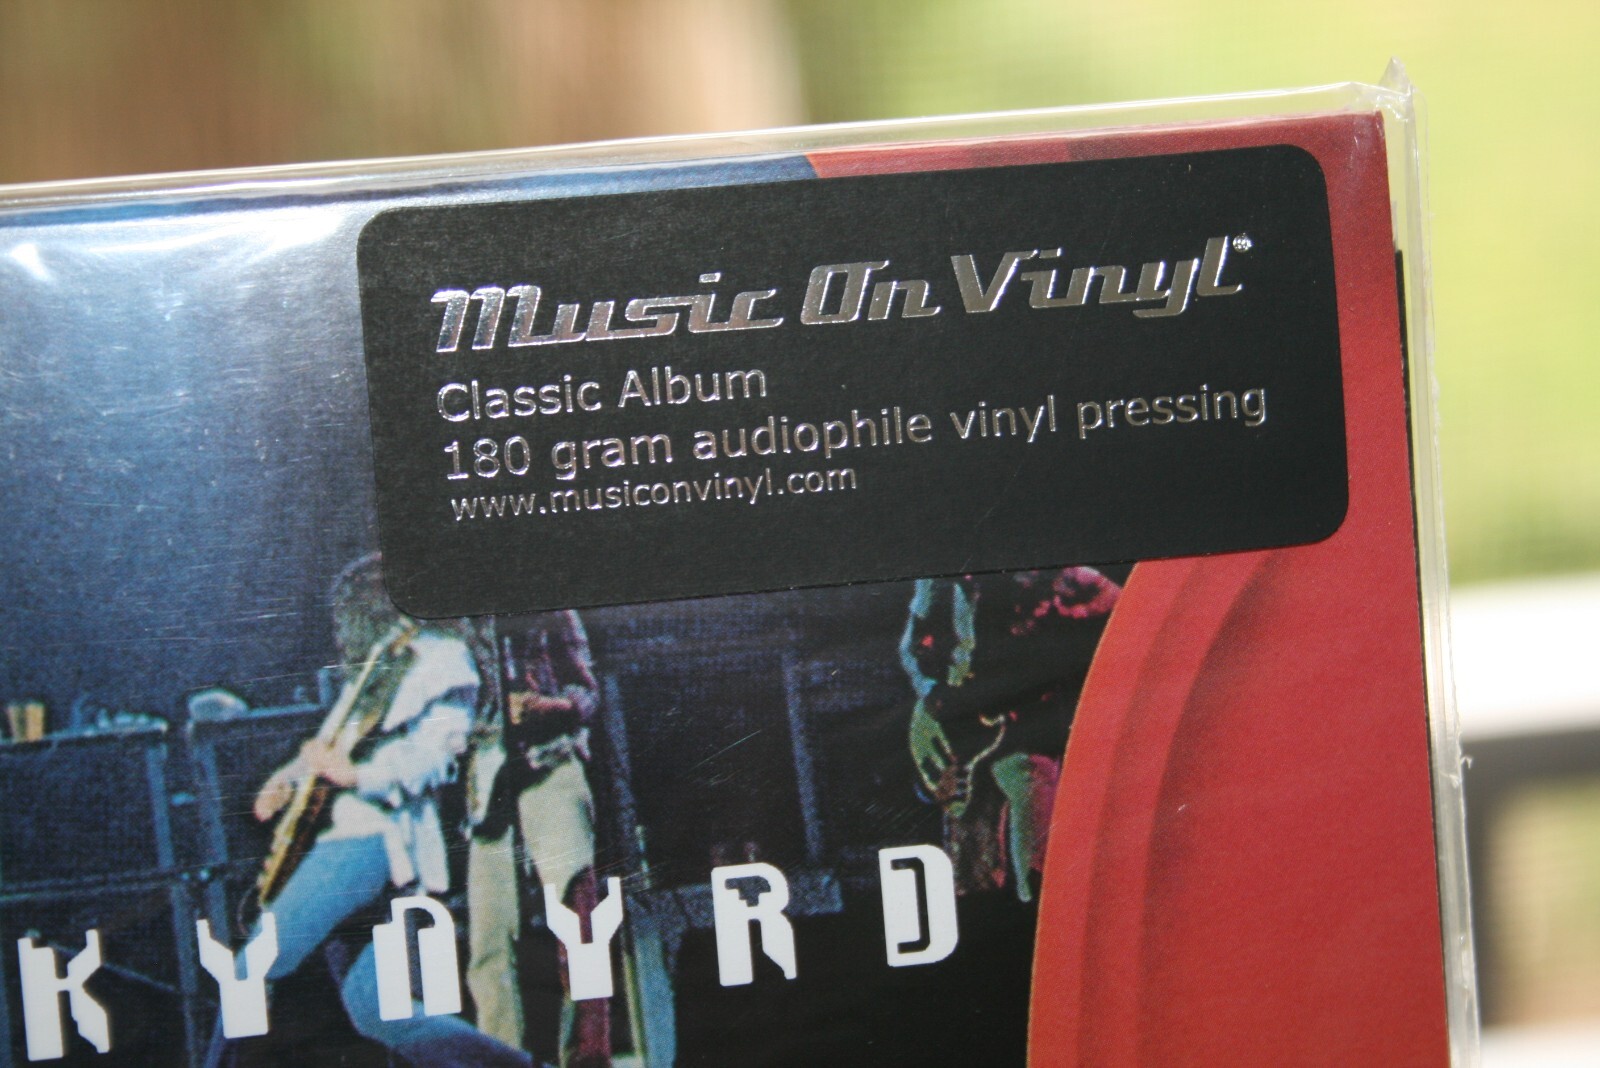 Music On Vinyl®
Classic Album
180 gram audiophile vinyl pressing
www.musiconvinyl.com
KYNYRD